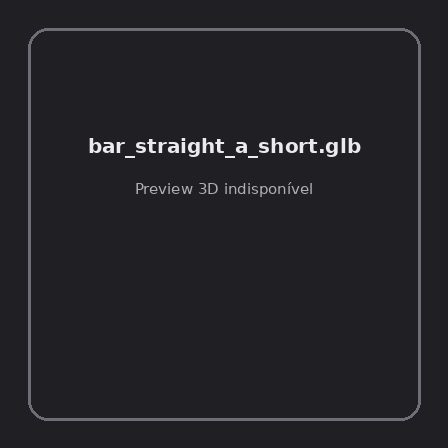 bar_straight_a_short.glb
Preview 3D indisponível